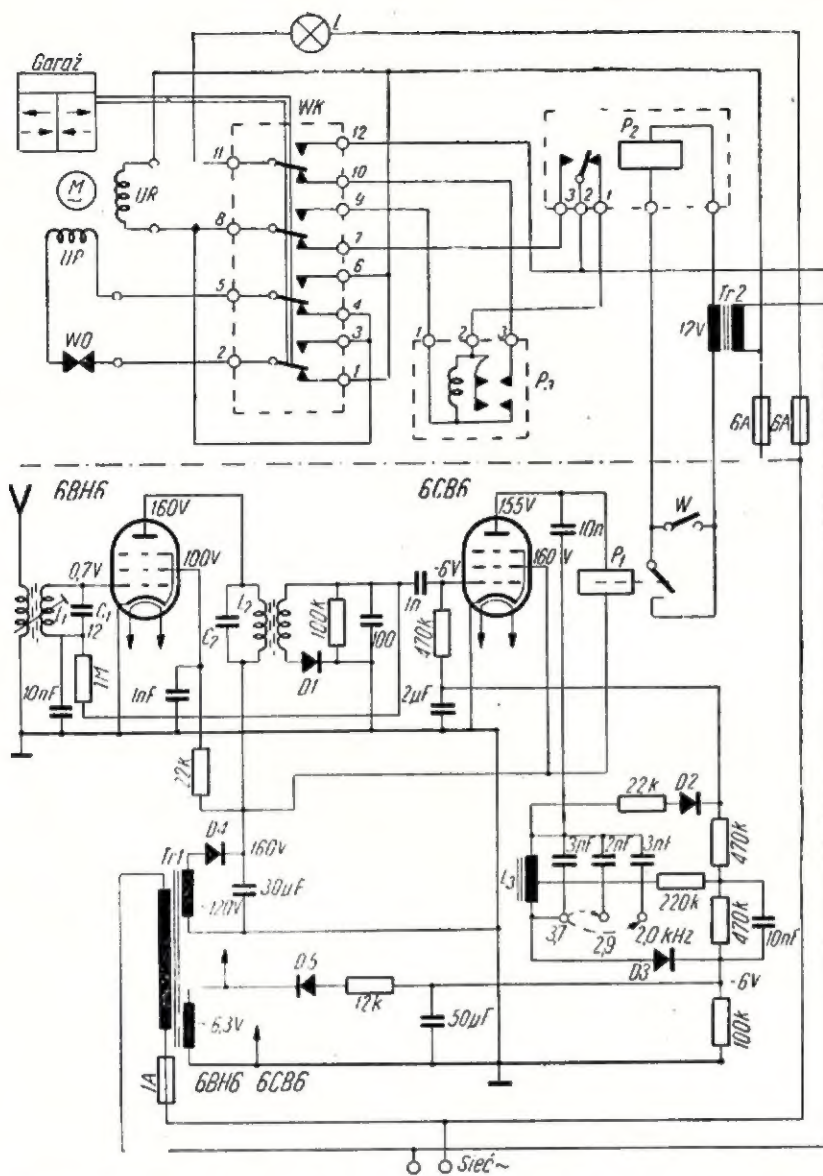 L
Garaż
WK
12
11
10
9
8
7
6
5
4
3
2
1
M
UR
UP
WO
P₂
3 2 1
1 2 3
Tr2
12V
6A 6A
6BH6
6CB6
160V
100V
0,7V
L₁
C₁
12
1M
10nF
1nF
22k
C₂
L₂
D1
100k
100
1n
-6V
470k
2µF
155V
160V
10n
P₁
W
22k
D2
470k
3nF 2nF 3nF
L₃
220k
470k
10nF
3,7
2,9
2,0 kHz
D3
-6V
100k
Tr1
D4
160V
30µF
~120V
D5
12k
50µF
~6,3V
6BH6 6CB6
1A
Sieć~